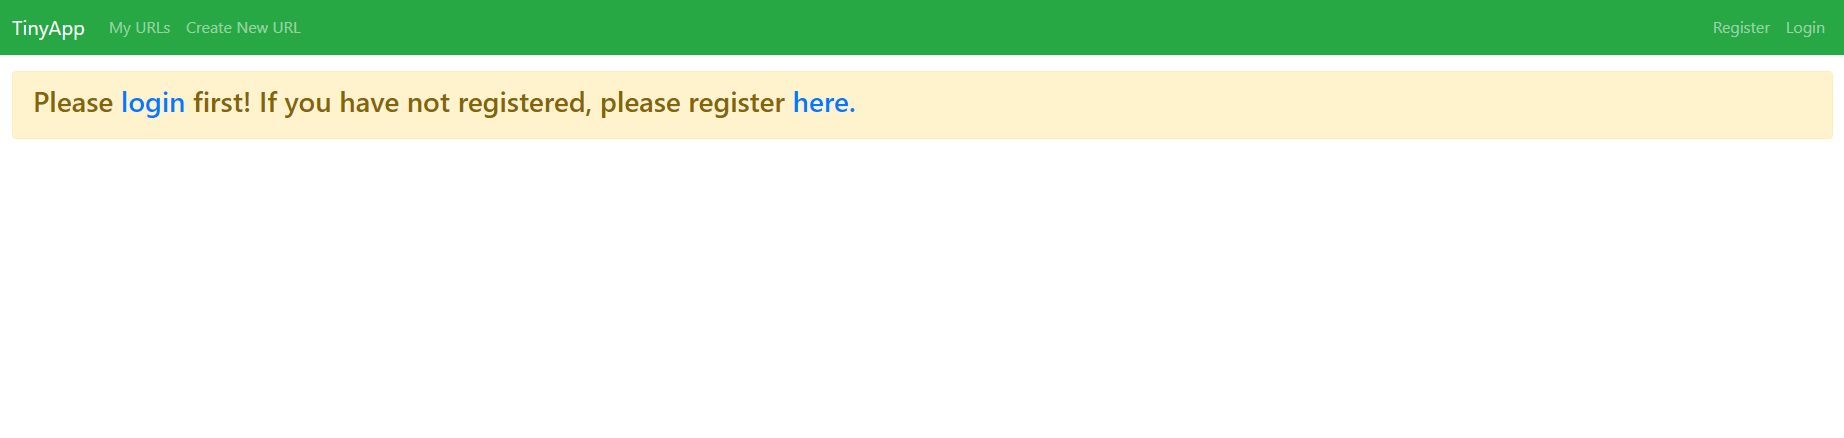 TinyApp My URLs Create New URL Register Login
Please login first! If you have not registered, please register here.